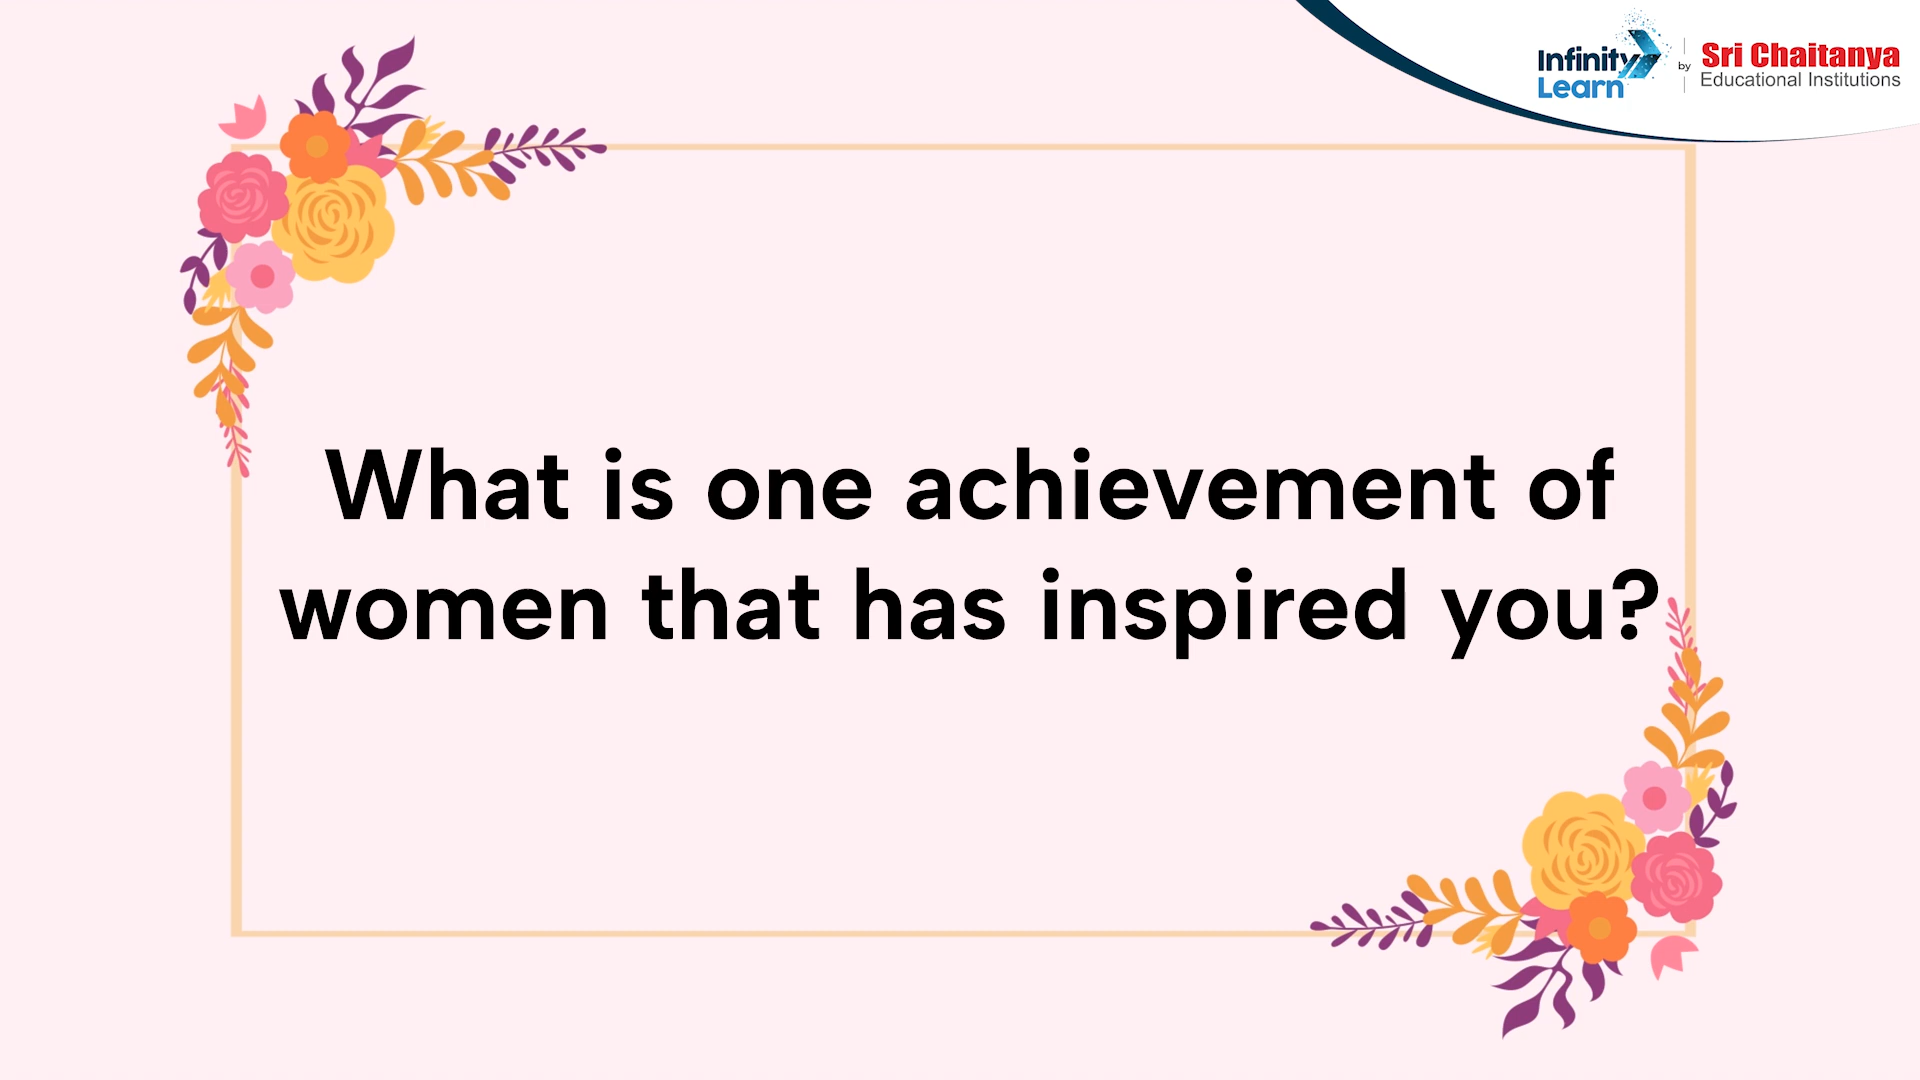 Infinity
Learn
by
Sri Chaitanya
Educational Institutions
What is one achievement of
women that has inspired you?